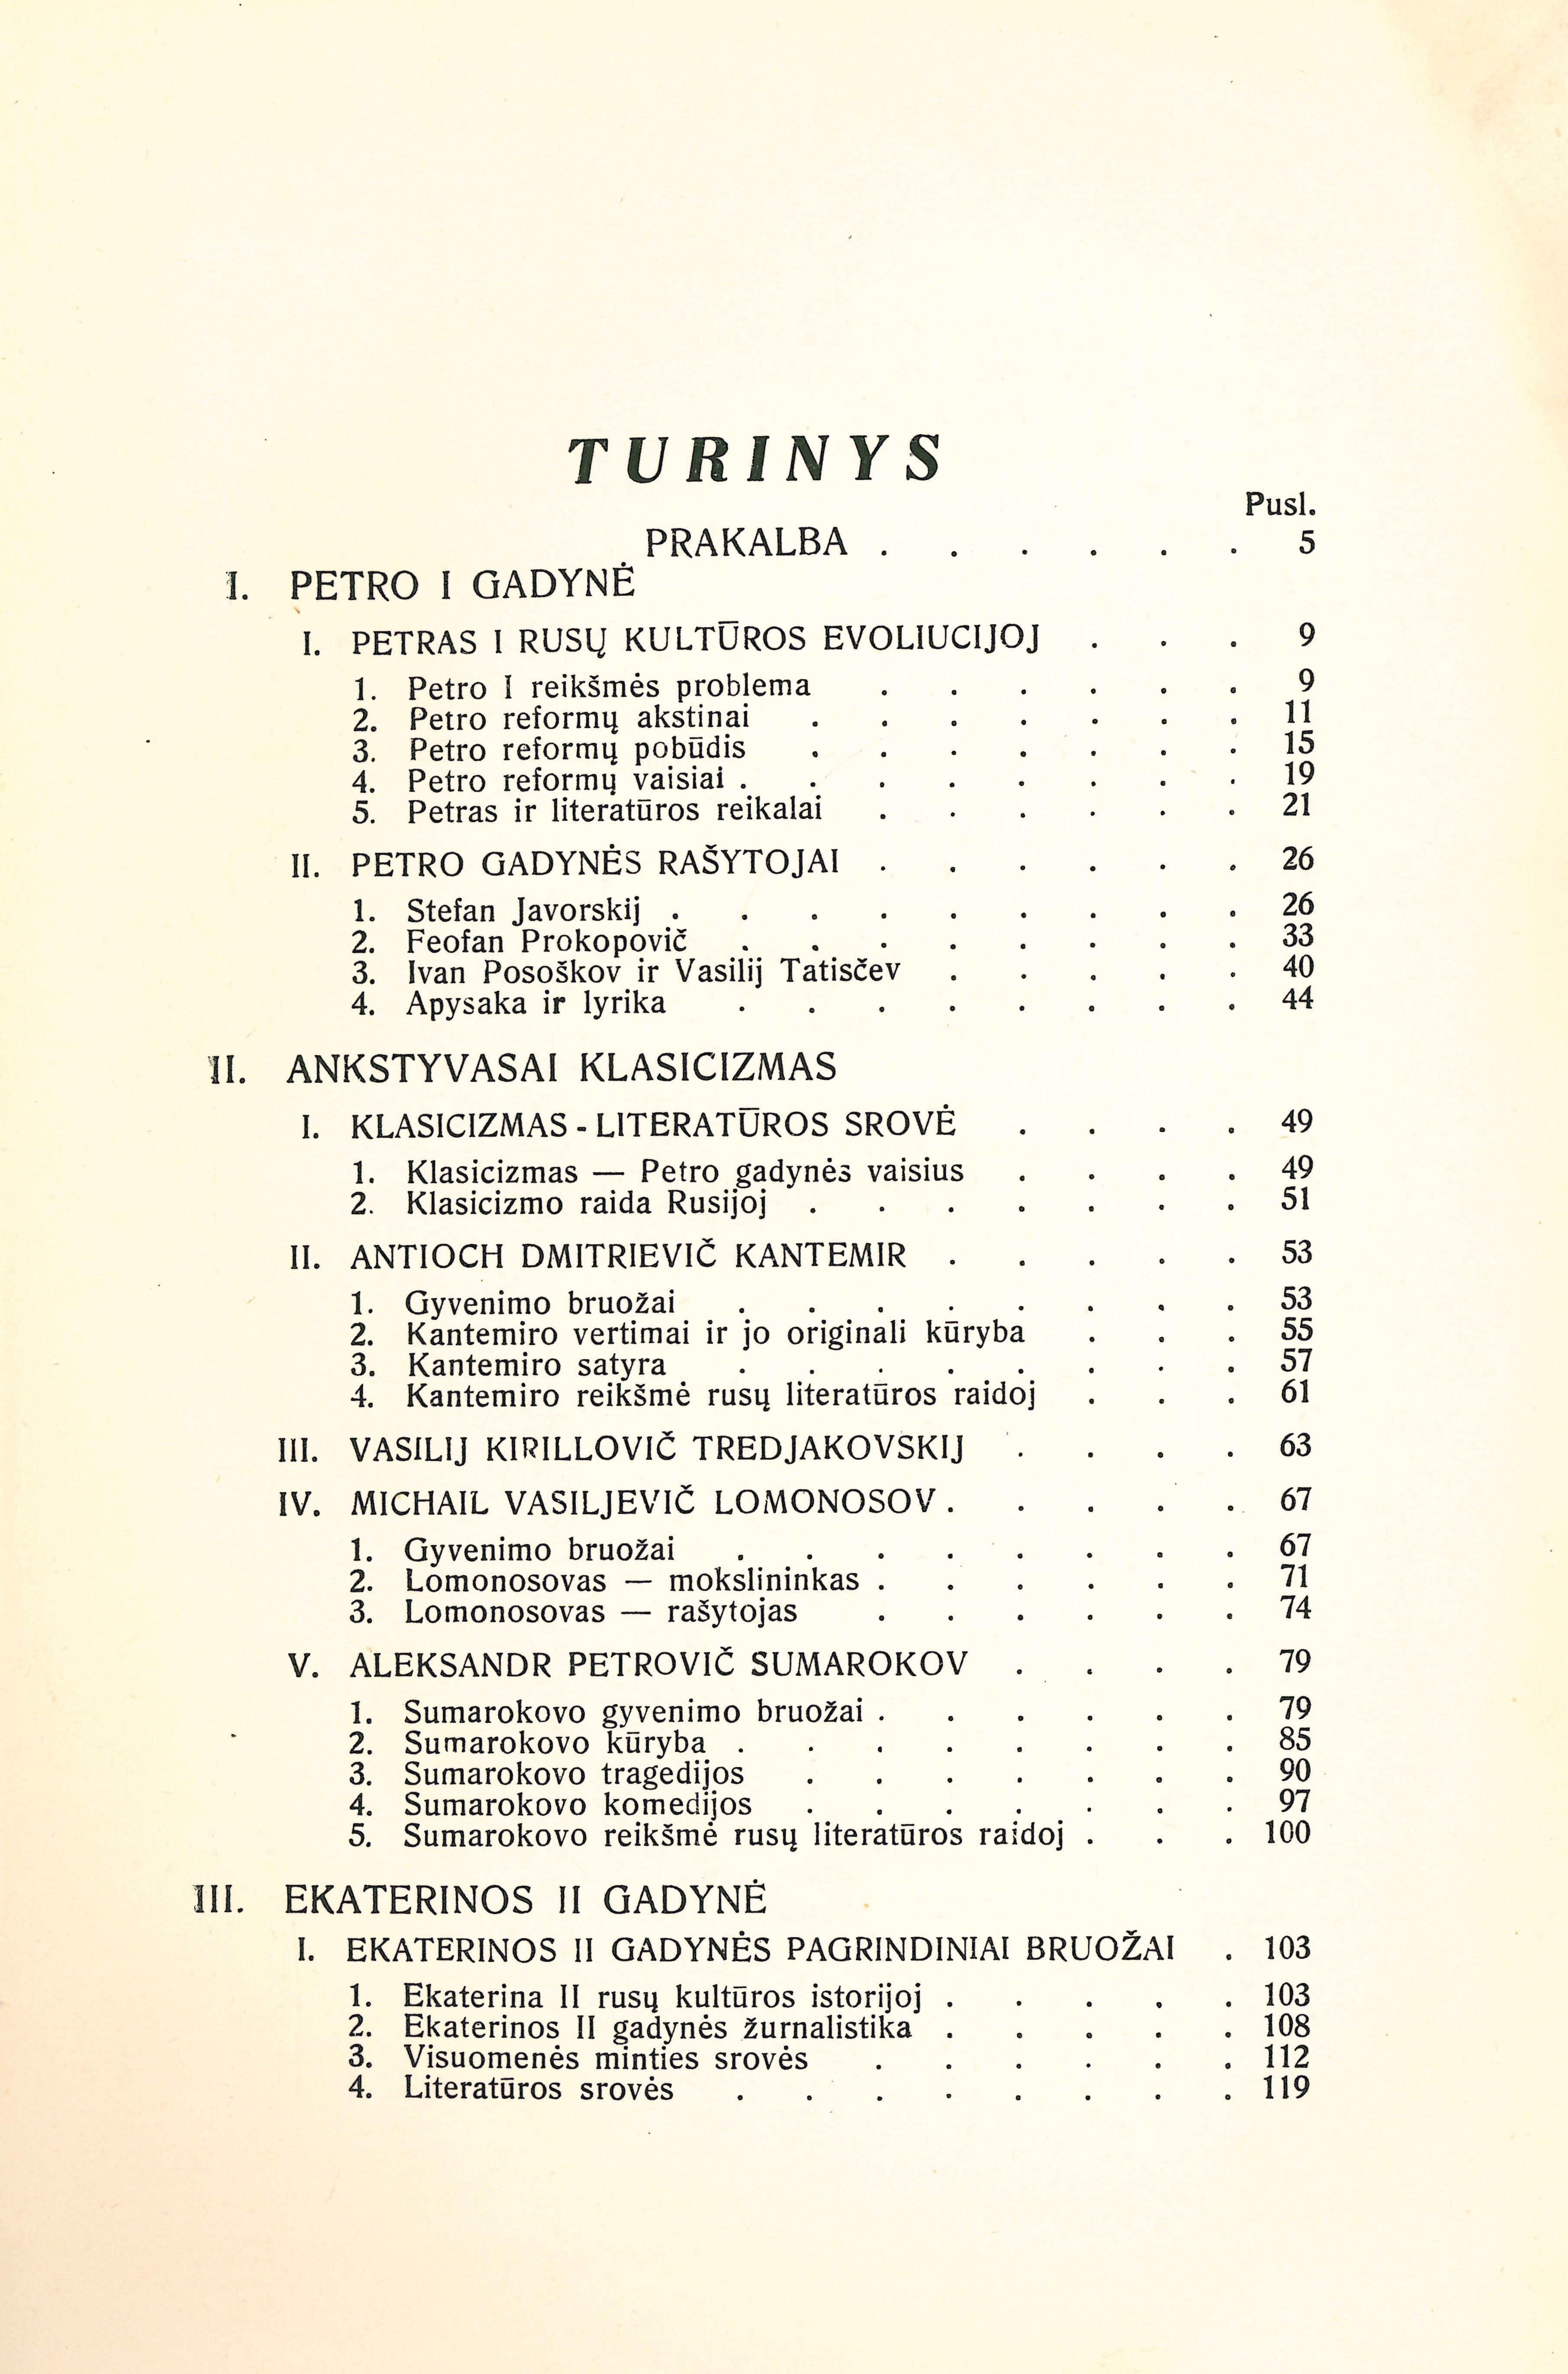 TURINYS
Pusl.
PRAKALBA . . . . . . 5
I. PETRO I GADYNĖ
I. PETRAS I RUSŲ KULTŪROS EVOLIUCIJOJ . . . 9
1. Petro I reikšmės problema . . . . . . 9
2. Petro reformų akstinai . . . . . . . 11
3. Petro reformų pobūdis . . . . . . . 15
4. Petro reformų vaisiai . . . . . . . . 19
5. Petras ir literatūros reikalai . . . . . . 21
II. PETRO GADYNĖS RAŠYTOJAI . . . . . . 26
1. Stefan Javorskij . . . . . . . . . 26
2. Feofan Prokopovič . . . . . . . . 33
3. Ivan Pososškov ir Vasilij Tatisčev . . . . . 40
4. Apysaka ir lyrika . . . . . . . . 44
II. ANKSTYVASAI KLASICIZMAS
I. KLASICIZMAS - LITERATŪROS SROVĖ . . . . 49
1. Klasicizmas — Petro gadynės vaisius . . . . 49
2. Klasicizmo raida Rusijoj . . . . . . . 51
II. ANTIOCH DMITRIEVIČ KANTEMIR . . . . . 53
1. Gyvenimo bruožai . . . . . . . . 53
2. Kantemiro vertimai ir jo originali kūryba . . . 55
3. Kantemiro satyra . . . . . . . . 57
4. Kantemiro reikšmė rusų literatūros raidoj . . . 61
III. VASILIJ KIRILLOVIČ TREDJAKOVSKIJ . . . . 63
IV. MICHAIL VASILJEVIČ LOMONOSOV . . . . . 67
1. Gyvenimo bruožai . . . . . . . . 67
2. Lomonosovas — mokslininkas . . . . . . 71
3. Lomonosovas — rašytojas . . . . . . 74
V. ALEKSANDR PETROVIČ SUMAROKOV . . . . 79
1. Sumarokovo gyvenimo bruožai . . . . . . 79
2. Sumarokovo kūryba . . . . . . . . 85
3. Sumarokovo tragedijos . . . . . . . 90
4. Sumarokovo komedijos . . . . . . . 97
5. Sumarokovo reikšmė rusų literatūros raidoj . . . 100
III. EKATERINOS II GADYNĖ
I. EKATERINOS II GADYNĖS PAGRINDINIAI BRUOŽAI . 103
1. Ekaterina II rusų kultūros istorijoj . . . . . 103
2. Ekaterinos II gadynės žurnalistika . . . . . 108
3. Visuomenės minties srovės . . . . . . 112
4. Literatūros srovės . . . . . . . . 119